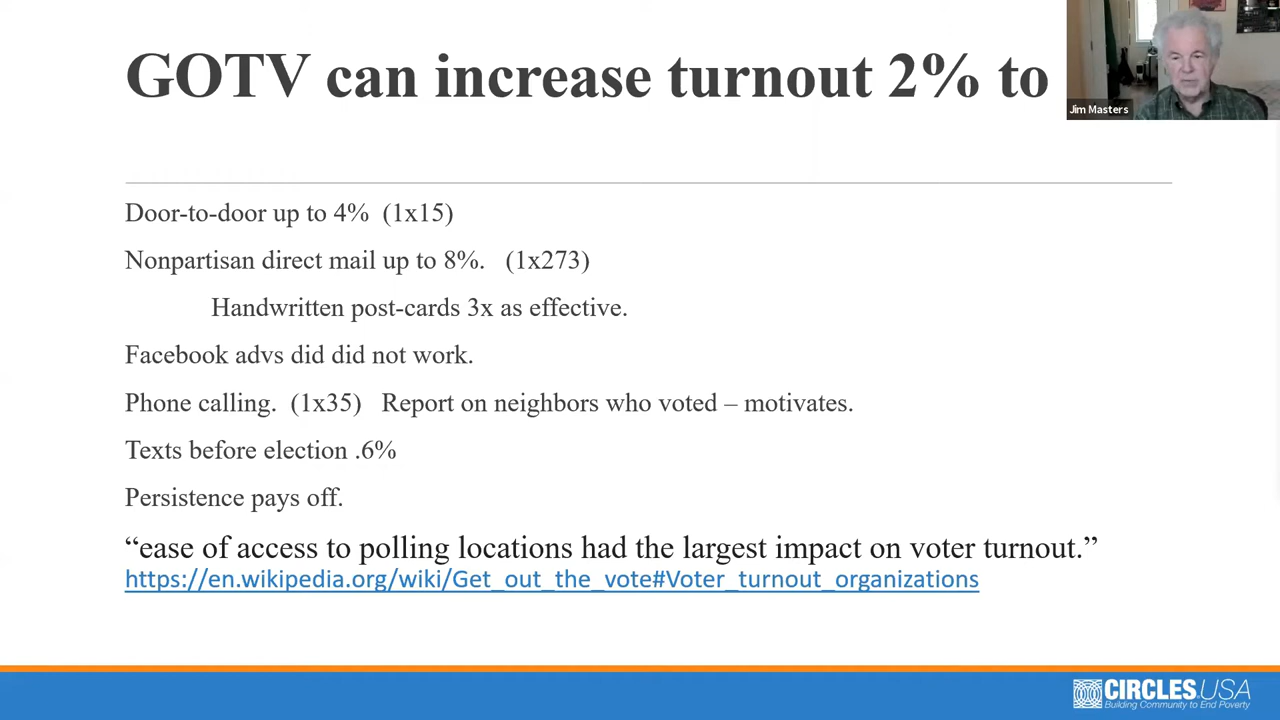 GOTV can increase turnout 2% to
Jim Masters
Door-to-door up to 4% (1x15)
Nonpartisan direct mail up to 8%. (1x273)
Handwritten post-cards 3x as effective.
Facebook advs did did not work.
Phone calling. (1x35) Report on neighbors who voted – motivates.
Texts before election .6%
Persistence pays off.
“ease of access to polling locations had the largest impact on voter turnout.”
https://en.wikipedia.org/wiki/Get_out_the_vote#Voter_turnout_organizations
CIRCLES USA
Building Community to End Poverty